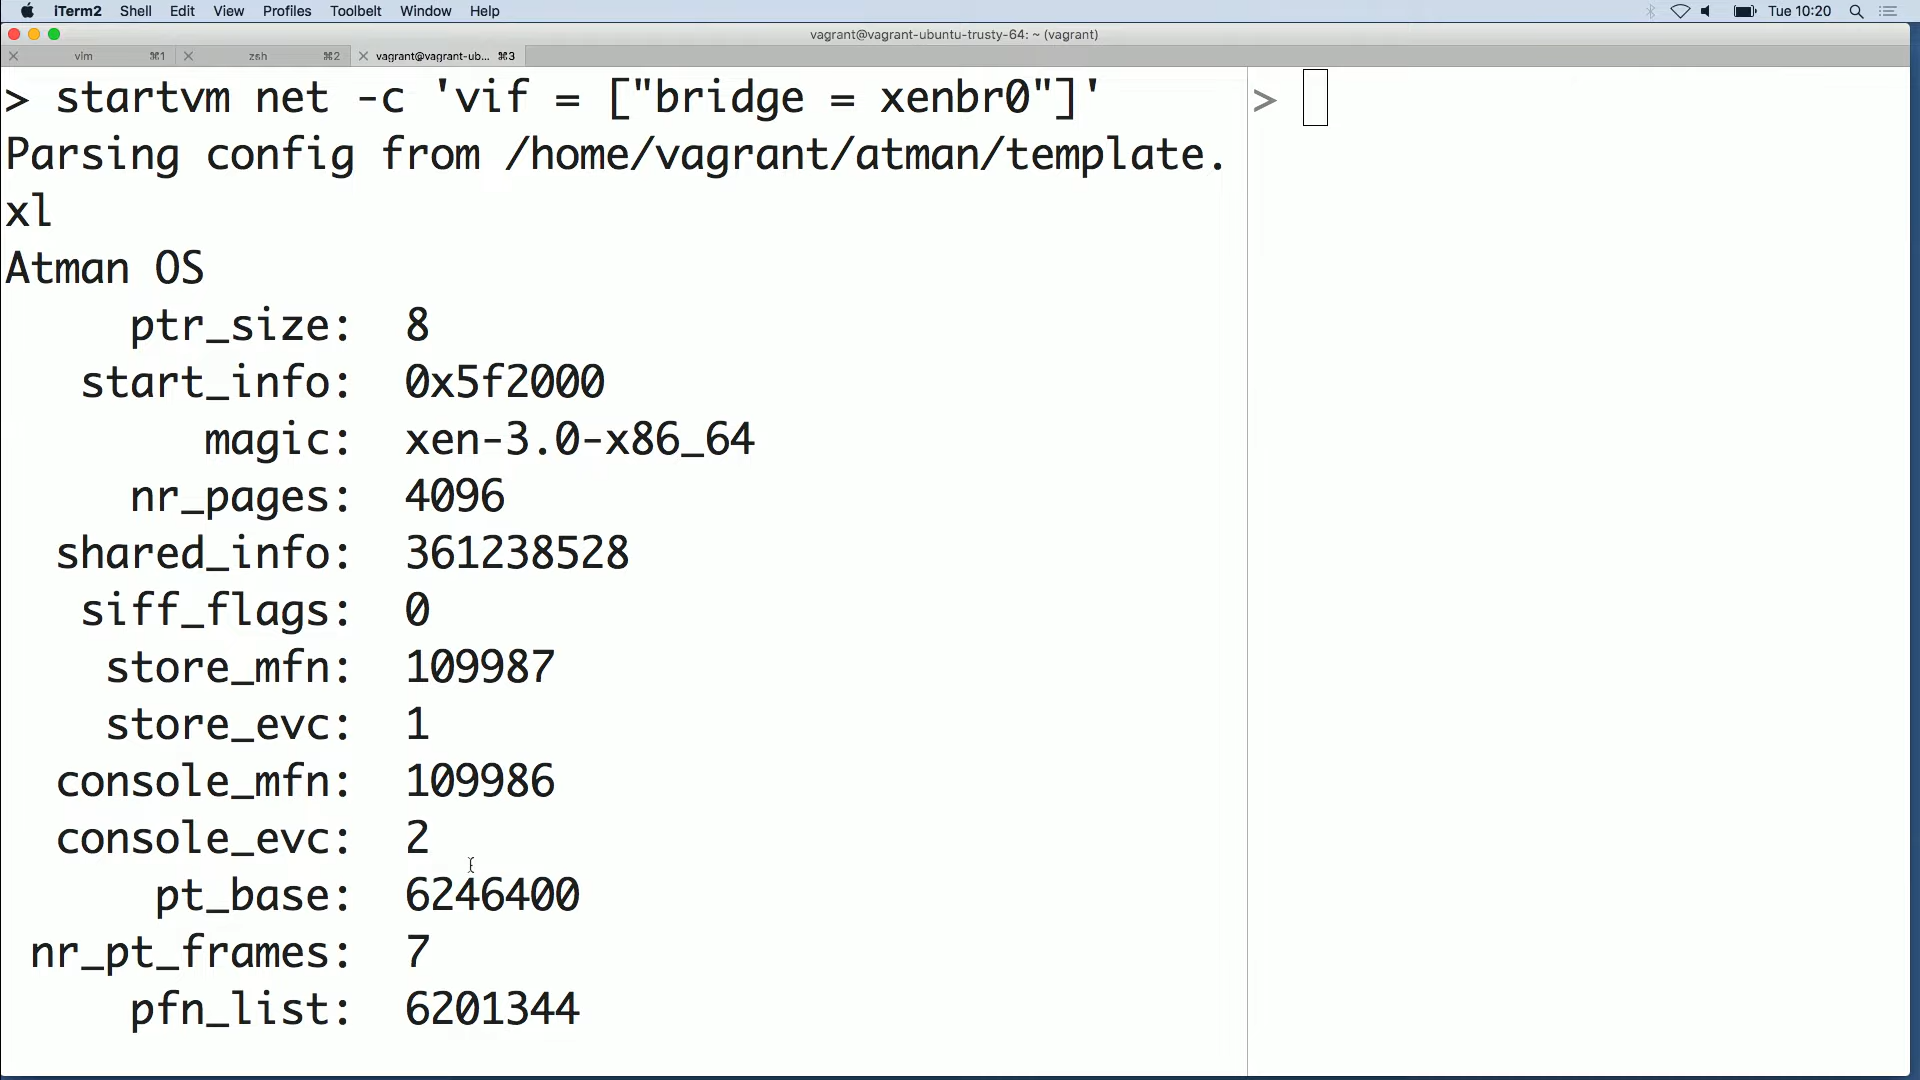 iTerm2 Shell Edit View Profiles Toolbelt Window Help Tue 10:20
vagrant@vagrant-ubuntu-trusty-64: ~ (vagrant)
vim ⌘1 zsh ⌘2 vagrant@vagrant-ub... ⌘3
> startvm net -c 'vif = ["bridge = xenbr0"]'
Parsing config from /home/vagrant/atman/template.
xl
Atman OS
ptr_size: 8
start_info: 0x5f2000
magic: xen-3.0-x86_64
nr_pages: 4096
shared_info: 361238528
siff_flags: 0
store_mfn: 109987
store_evc: 1
console_mfn: 109986
console_evc: 2
pt_base: 6246400
nr_pt_frames: 7
pfn_list: 6201344
>